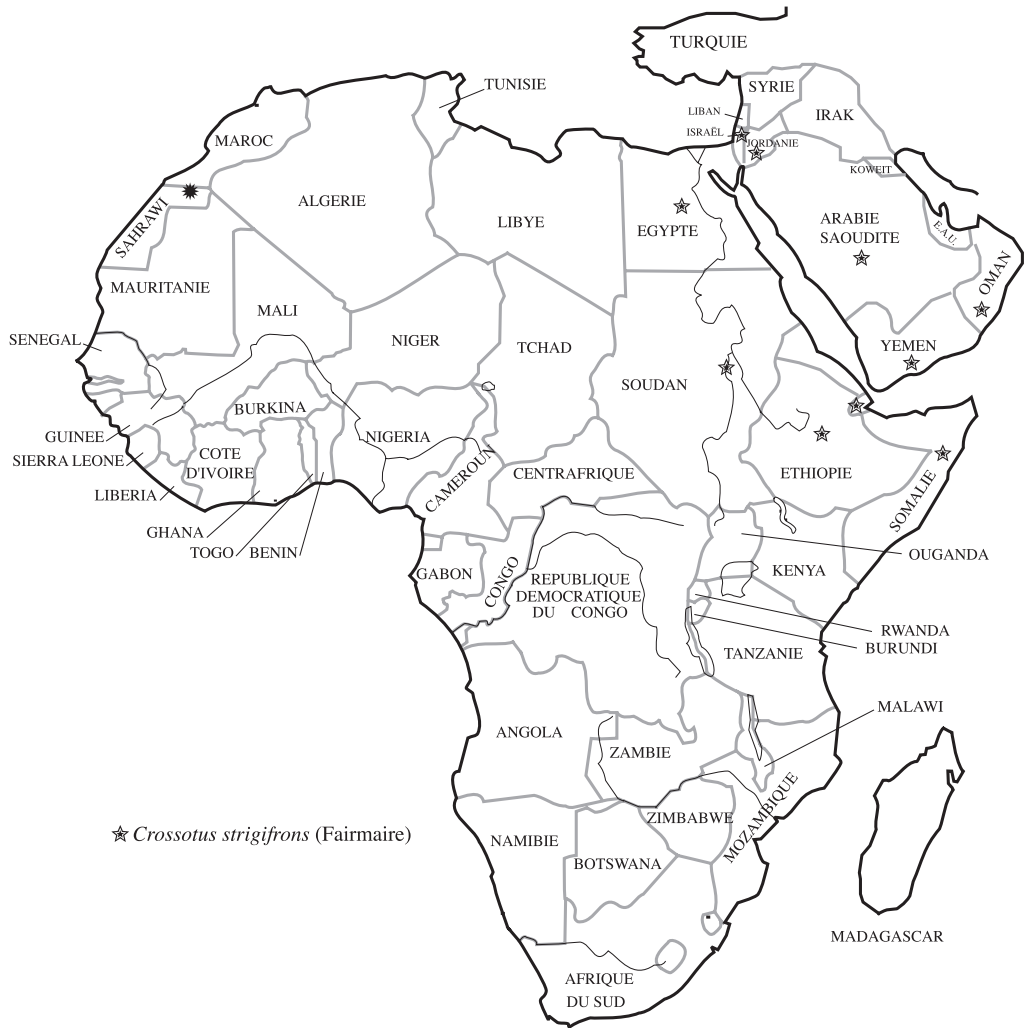 TURQUIE
SYRIE
TUNISIE
LIBAN
IRAK
ISRAËL
MAROC
JORDANIE
KOWEIT
ALGERIE
LIBYE
EGYPTE
ARABIE
SAOUDITE
E.A.U.
SAHRAWI
OMAN
MAURITANIE
MALI
SENEGAL
NIGER
TCHAD
YEMEN
SOUDAN
BURKINA
GUINEE
NIGERIA
SIERRA LEONE
COTE
D'IVOIRE
CENTRAFRIQUE
ETHIOPIE
CAMEROUN
LIBERIA
SOMALIE
GHANA
TOGO
BENIN
OUGANDA
GABON
CONGO
KENYA
REPUBLIQUE
DEMOCRATIQUE
DU CONGO
RWANDA
BURUNDI
TANZANIE
MALAWI
ANGOLA
ZAMBIE
MOZAMBIQUE
ZIMBABWE
Crossotus strigifrons (Fairmaire)
NAMIBIE
BOTSWANA
MADAGASCAR
AFRIQUE
DU SUD